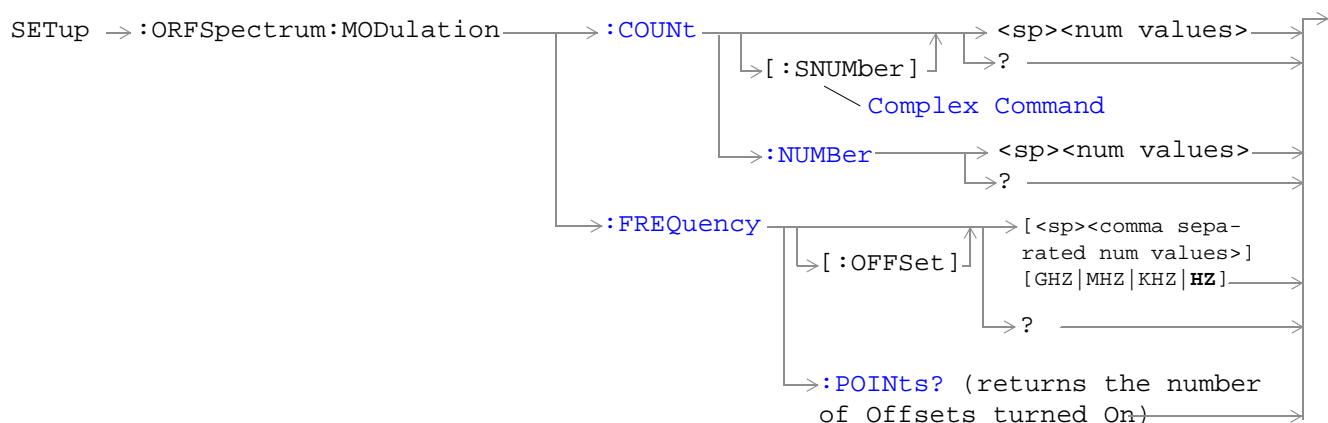 SETup :ORFSpectrum:MODulation :COUNt <sp><num values>
[:SNUMber] ?
Complex Command
:NUMBer <sp><num values>
?
:FREQuency [<sp><comma sepa-
rated num values>]
[:OFFSet]
[GHZ|MHZ|KHZ|HZ]
?
:POINts? (returns the number
of Offsets turned On)